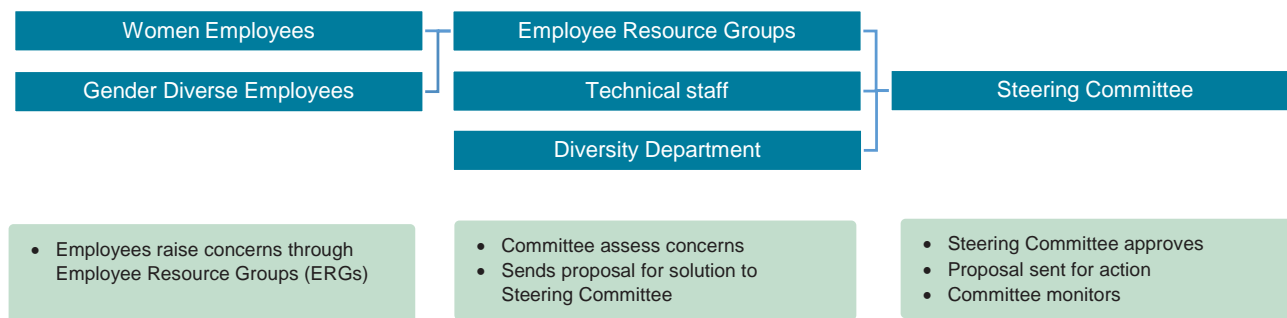 Women Employees
Employee Resource Groups
Gender Diverse Employees
Technical staff
Steering Committee
Diversity Department
• Employees raise concerns through
Employee Resource Groups (ERGs)
• Committee assess concerns
• Sends proposal for solution to
Steering Committee
• Steering Committee approves
• Proposal sent for action
• Committee monitors